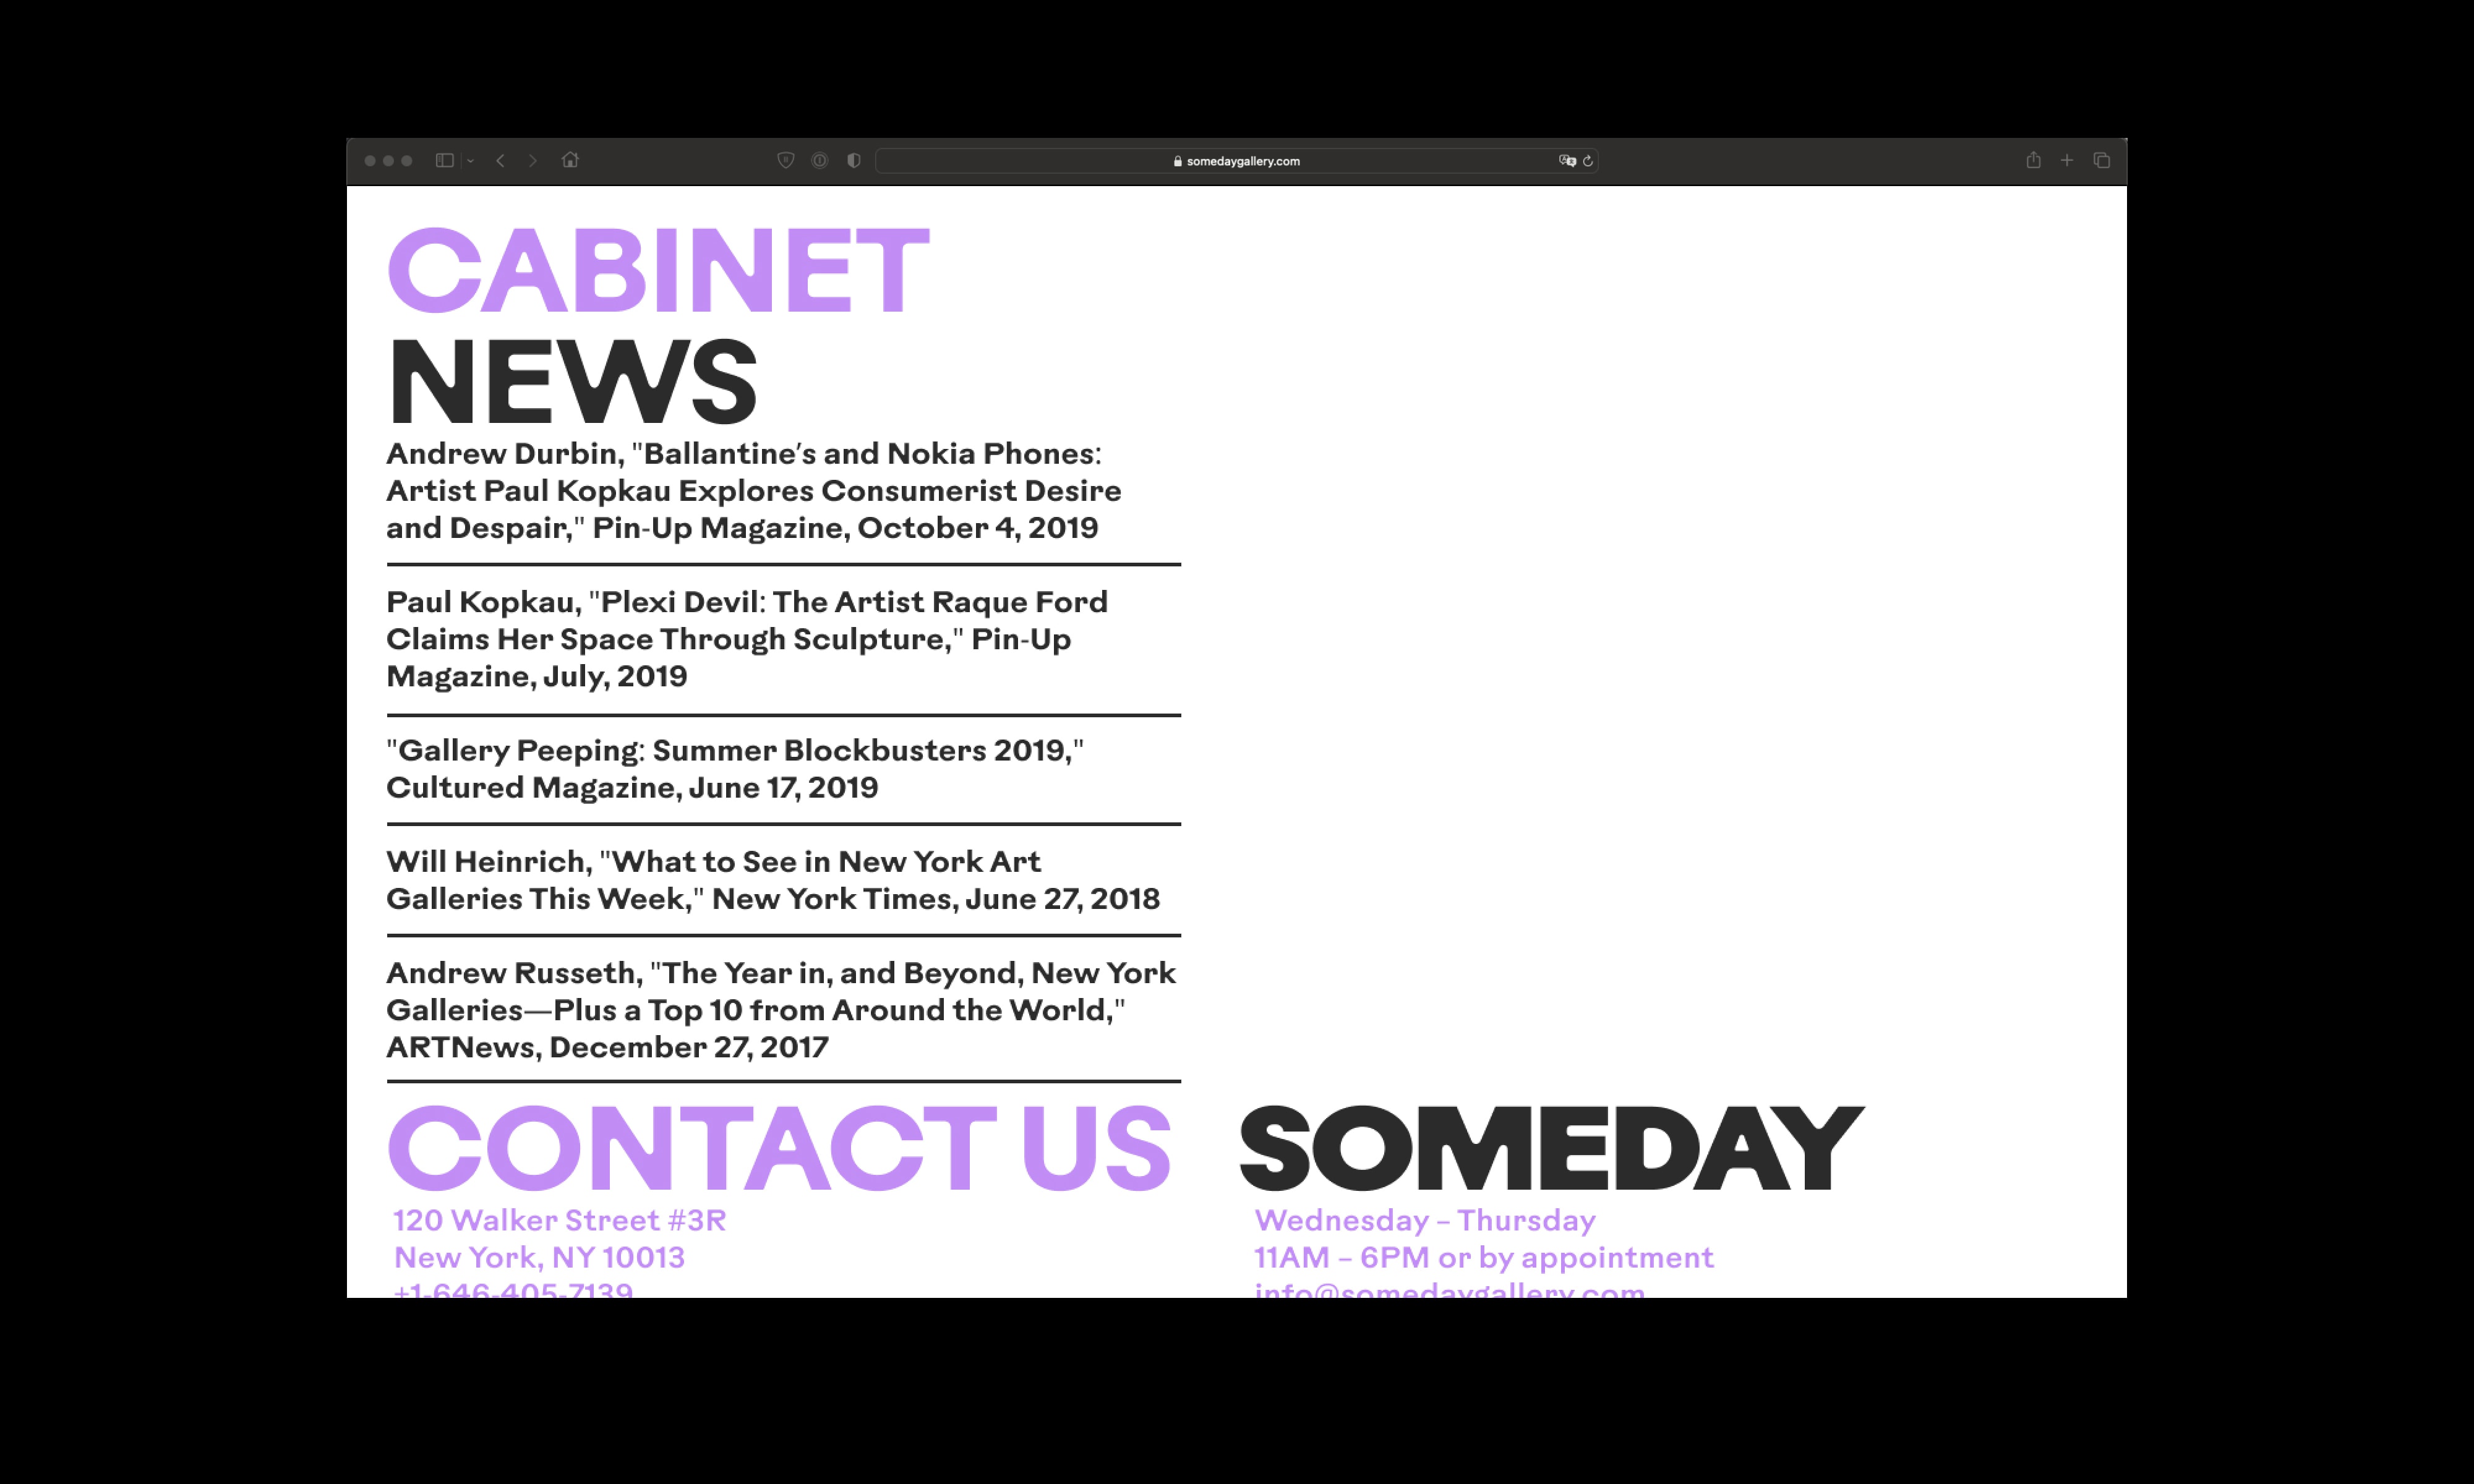 somedaygallery.com
CABINET
NEWS
Andrew Durbin, "Ballantine's and Nokia Phones:
Artist Paul Kopkau Explores Consumerist Desire
and Despair," Pin-Up Magazine, October 4, 2019
Paul Kopkau, "Plexi Devil: The Artist Raque Ford
Claims Her Space Through Sculpture," Pin-Up
Magazine, July, 2019
"Gallery Peeping: Summer Blockbusters 2019,"
Cultured Magazine, June 17, 2019
Will Heinrich, "What to See in New York Art
Galleries This Week," New York Times, June 27, 2018
Andrew Russeth, "The Year in, and Beyond, New York
Galleries—Plus a Top 10 from Around the World,"
ARTNews, December 27, 2017
CONTACT US
120 Walker Street #3R
New York, NY 10013
+1-646-405-7139
SOMEDAY
Wednesday – Thursday
11AM – 6PM or by appointment
info@somedaygallery.com